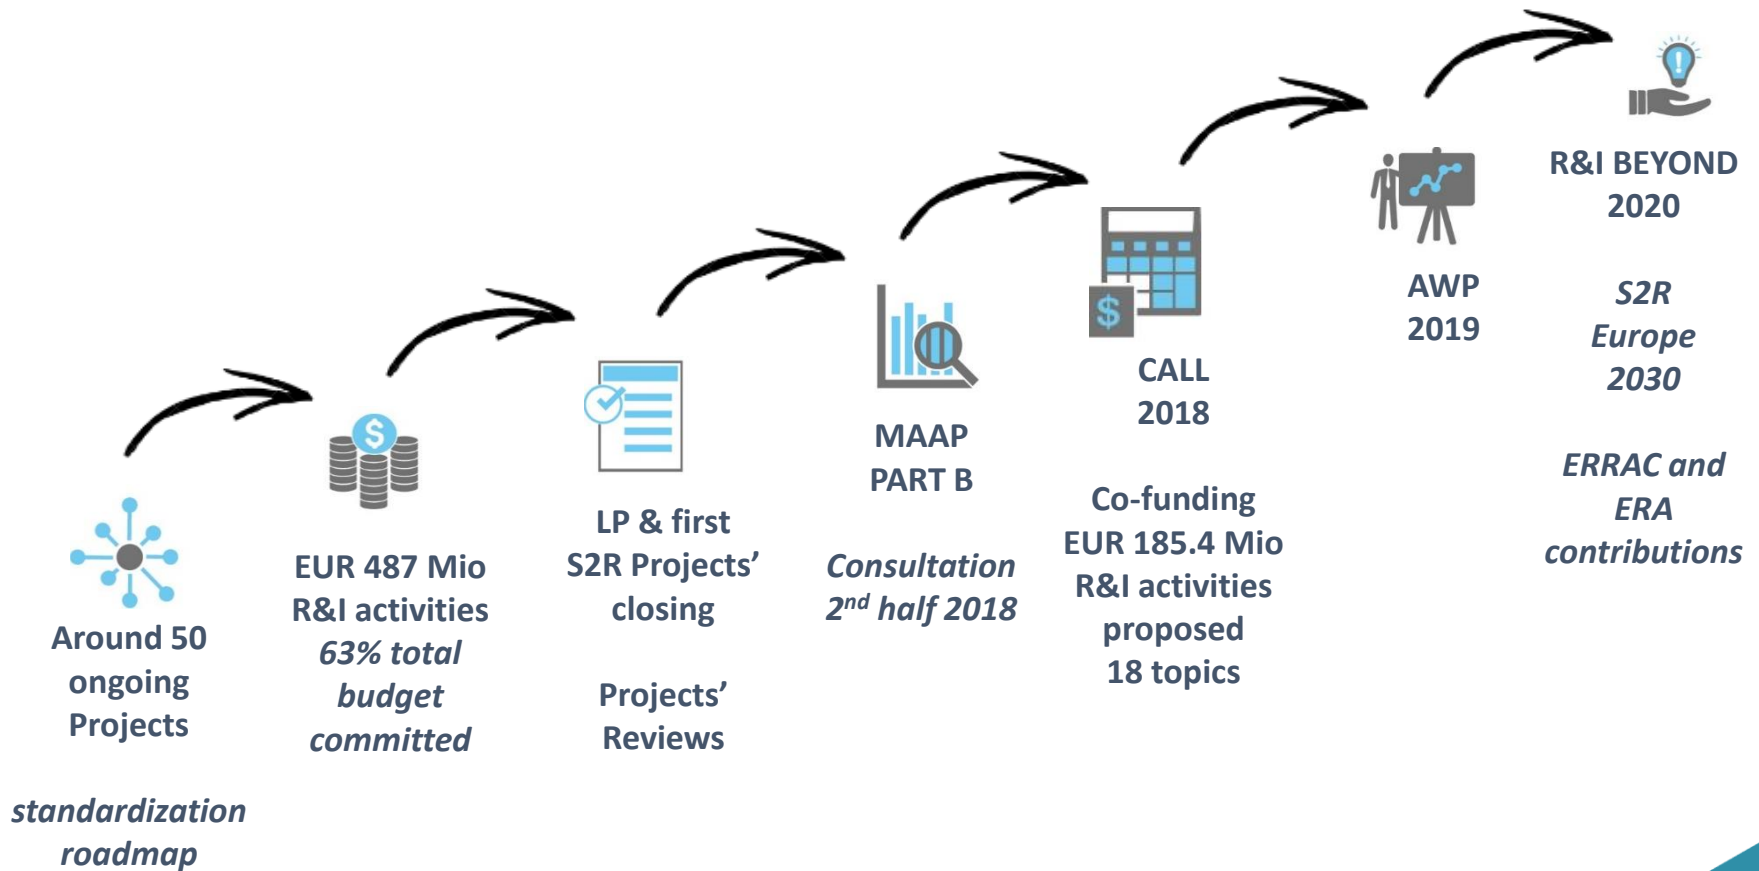 Around 50
ongoing
Projects
standardization
roadmap
$
EUR 487 Mio
R&I activities
63% total
budget
committed
LP & first
S2R Projects’
closing
Projects’
Reviews
MAAP
PART B
Consultation
2nd half 2018
$
CALL
2018
Co-funding
EUR 185.4 Mio
R&I activities
proposed
18 topics
AWP
2019
R&I BEYOND
2020
S2R
Europe
2030
ERRAC and
ERA
contributions